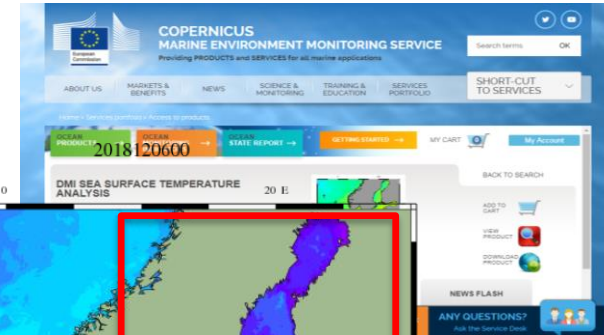 COPERNICUS
MARINE ENVIRONMENT MONITORING SERVICE
Providing PRODUCTS and SERVICES for all marine applications
European
Commission
Search terms
OK
ABOUT US
MARKETS &
BENEFITS
NEWS
SCIENCE &
MONITORING
TRAINING &
EDUCATION
SERVICES
PORTFOLIO
SHORT-CUT
TO SERVICES
Home > Services portfolio > Access to products
OCEAN
PRODUCTS
OCEAN
OCEAN
STATE REPORT →
GETTING STARTED →
MY CART
0
My Account
2018120600
DMI SEA SURFACE TEMPERATURE
ANALYSIS
0
20 E
BACK TO SEARCH
ADD TO
CART
VIEW
PRODUCT
DOWNLOAD
PRODUCT
NEWS FLASH
ANY QUESTIONS?
Ask the Service Desk